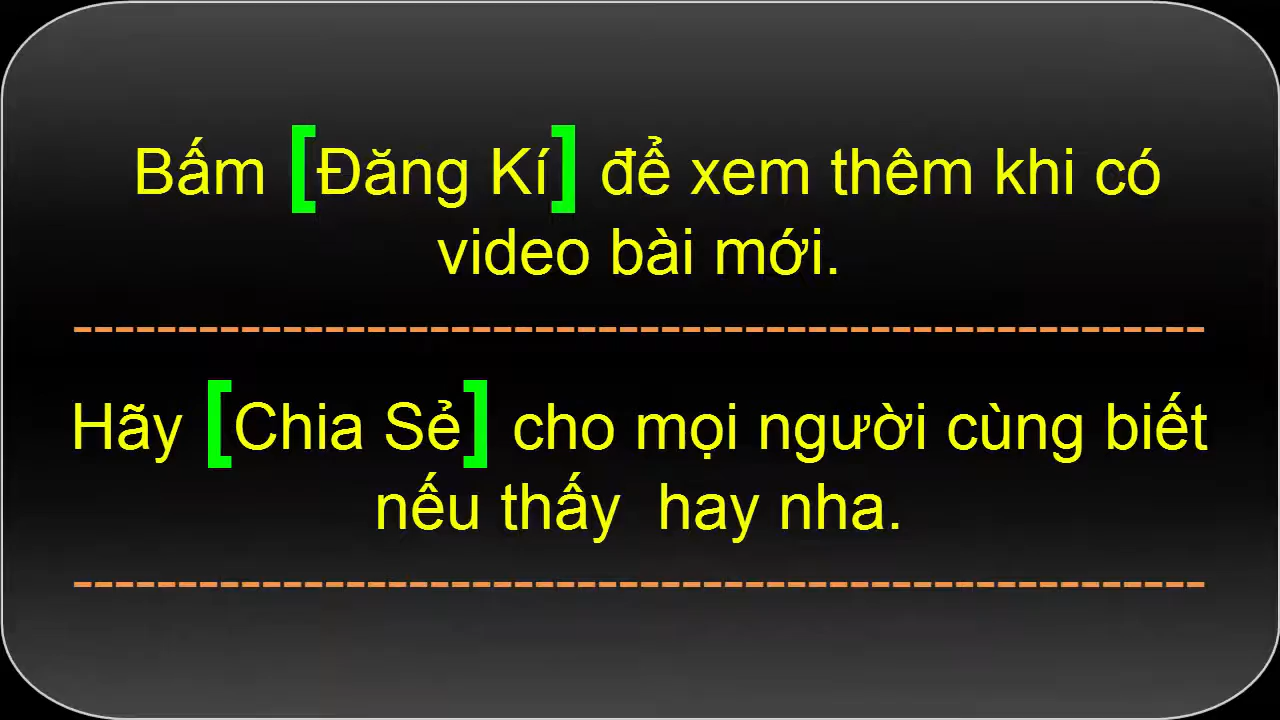 Bấm [Đăng Kí] để xem thêm khi có
video bài mới.
------------------------------------------------------
Hãy [Chia Sẻ] cho mọi người cùng biết
nếu thấy  hay nha.
------------------------------------------------------